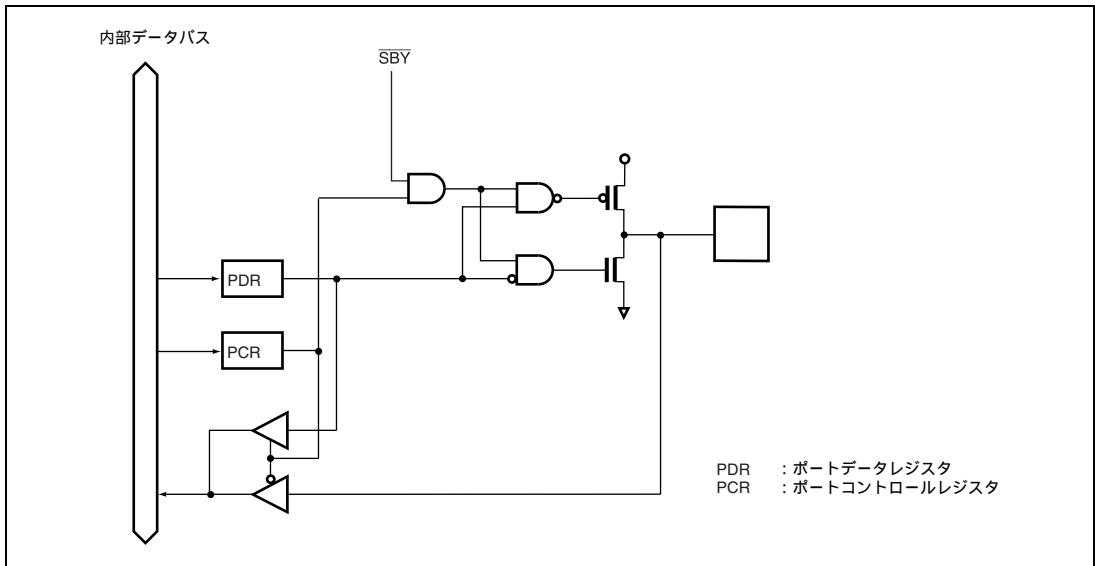 内部データバス
SBY
PDR
PCR
PDR : ポートデータレジスタ
PCR : ポートコントロールレジスタ